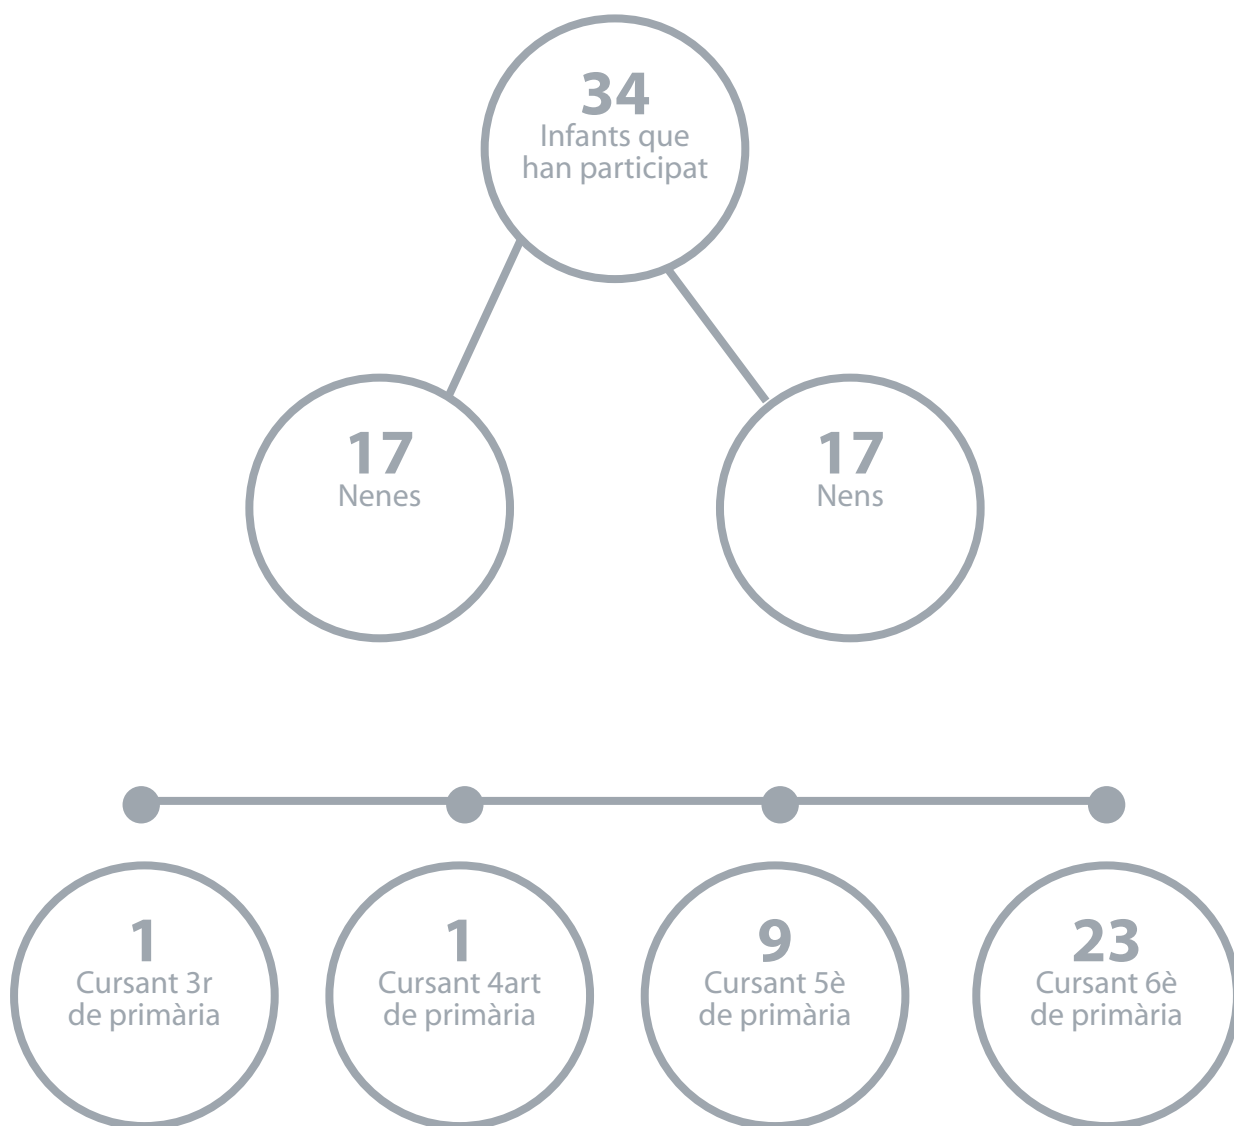 34
Infants que
han participat
17
Nenes
17
Nens
1
Cursant 3r
de primària
1
Cursant 4art
de primària
9
Cursant 5è
de primària
23
Cursant 6è
de primària